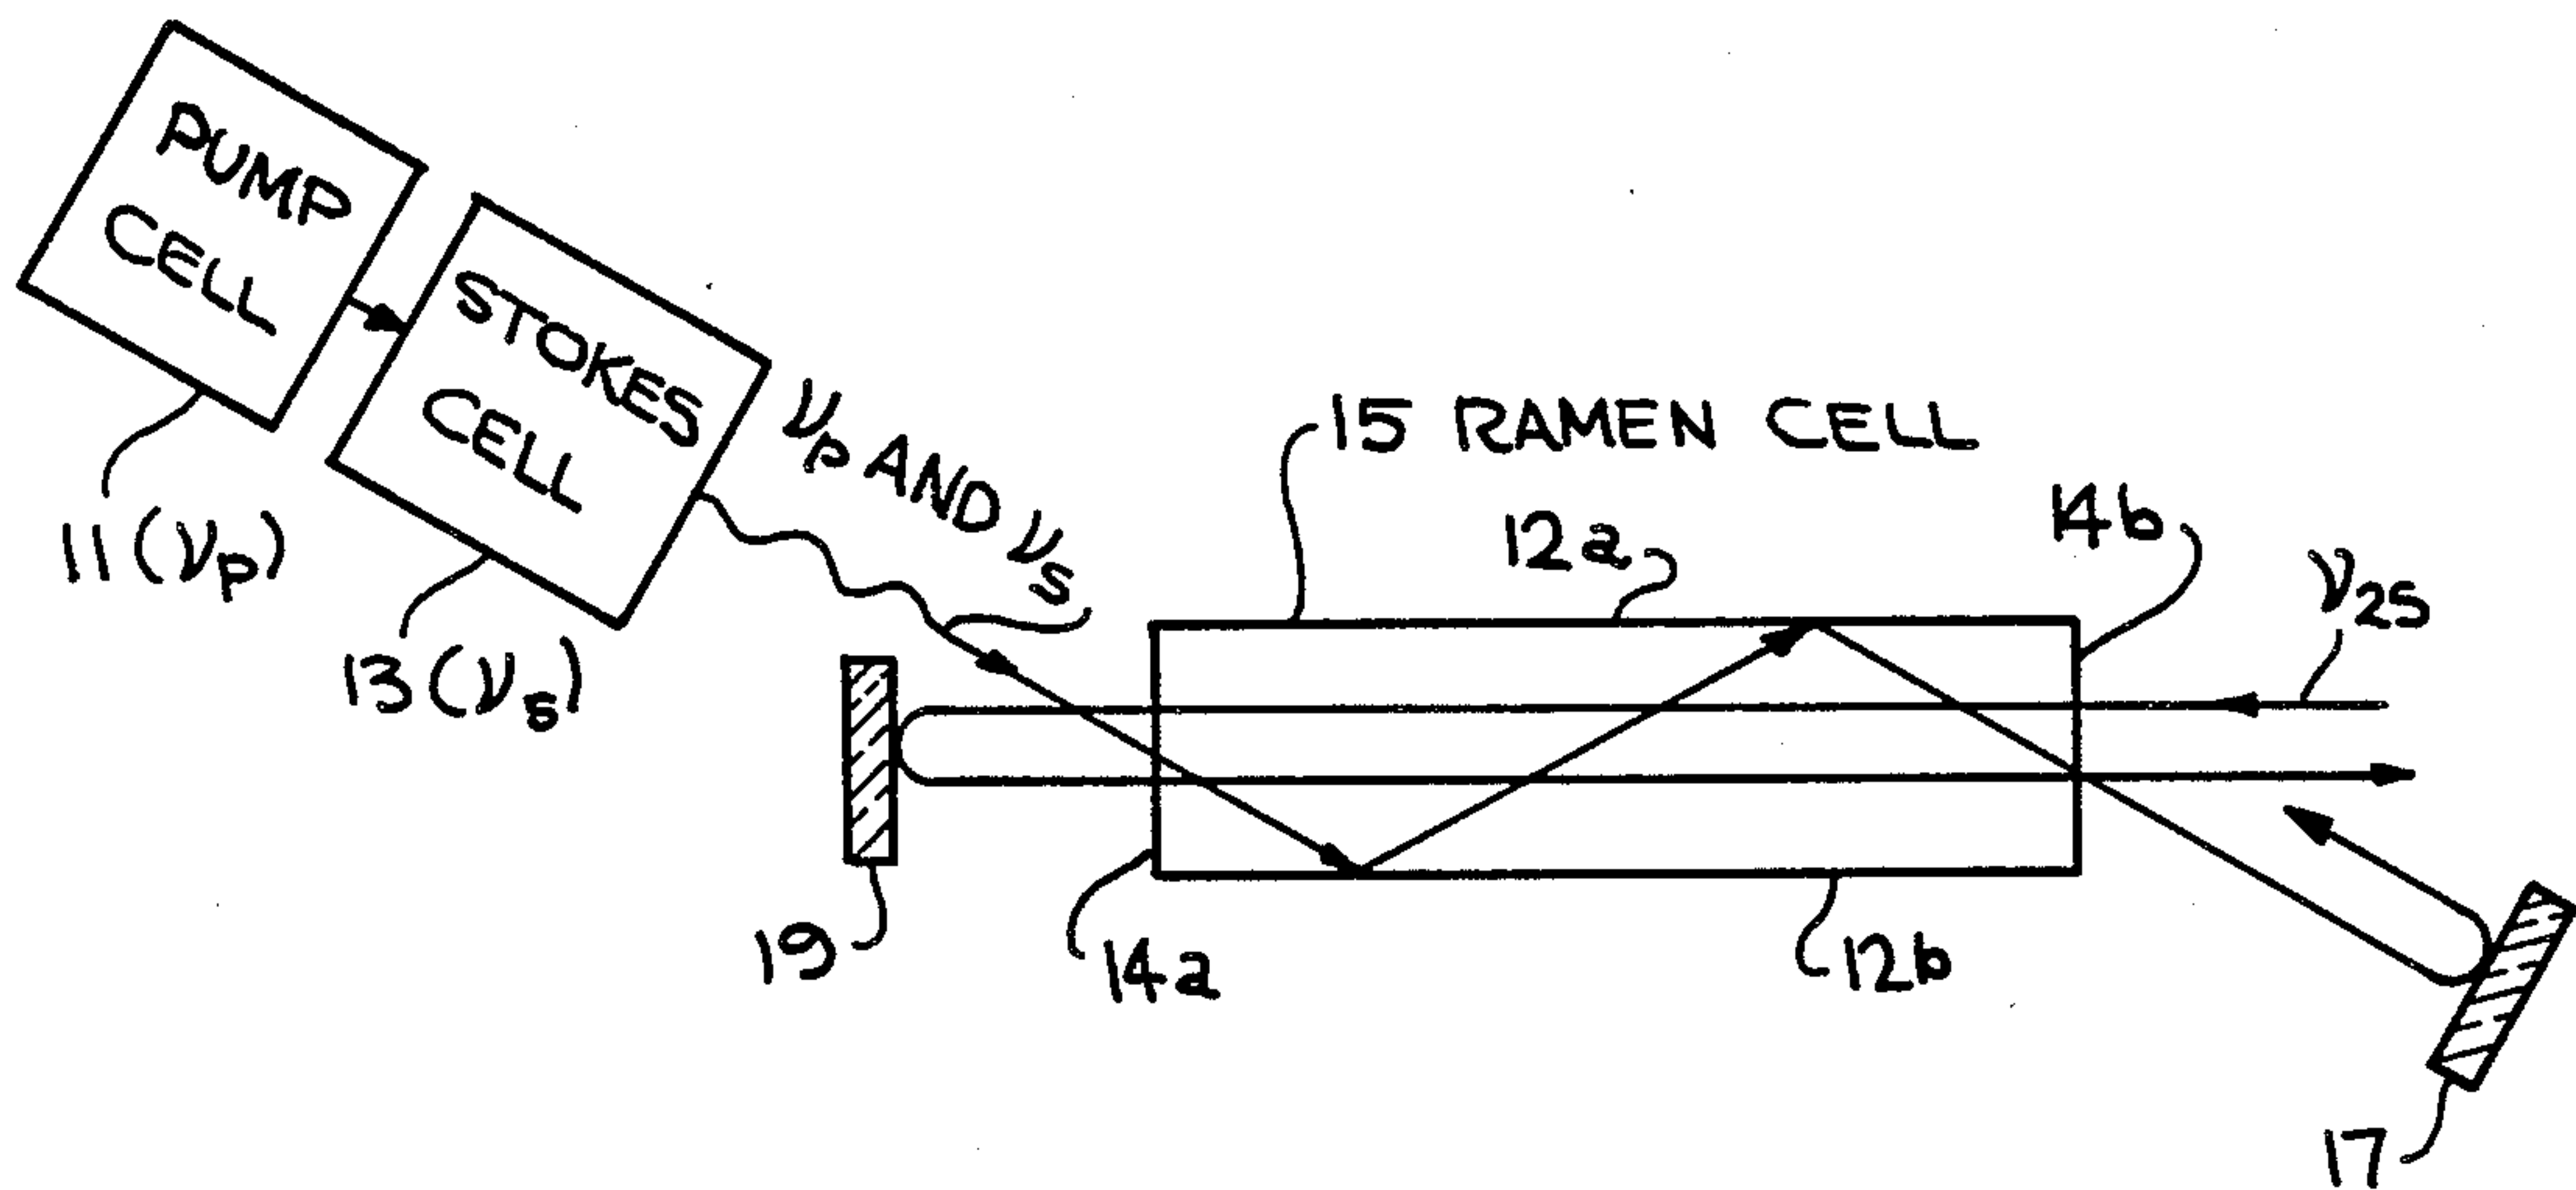 PUMP
CELL
STOKES
CELL
νp AND νs
11(νp)
13(νs)
15 RAMEN CELL
12a
14b
ν2s
19
14a
12b
17